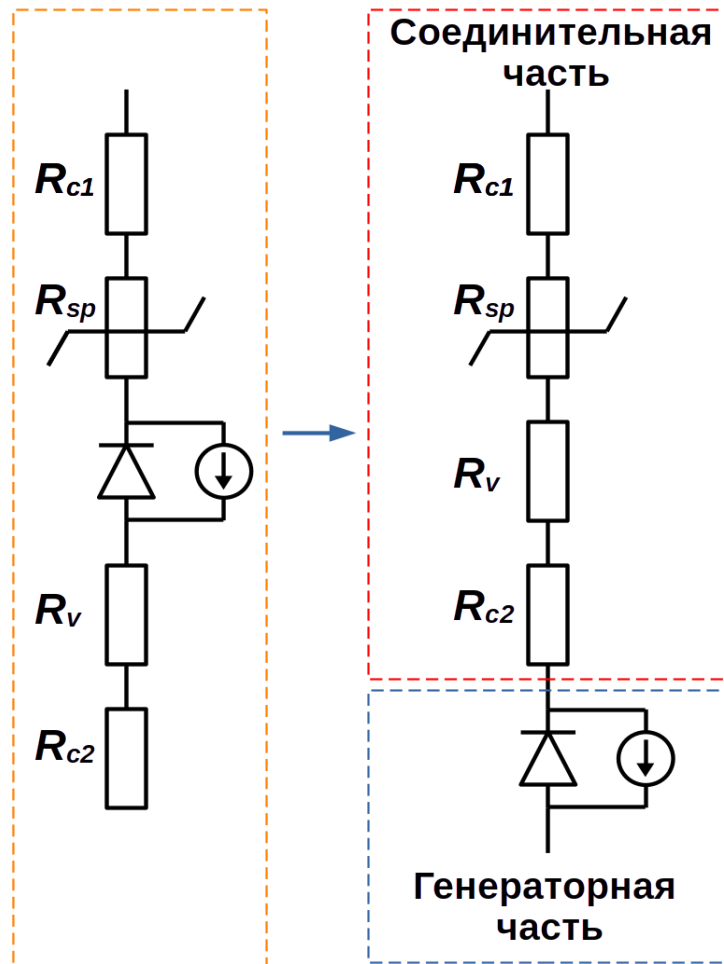 Rc1
Rsp
Rv
Rc2
Соединительная
часть
Rc1
Rsp
Rv
Rc2
Генераторная
часть